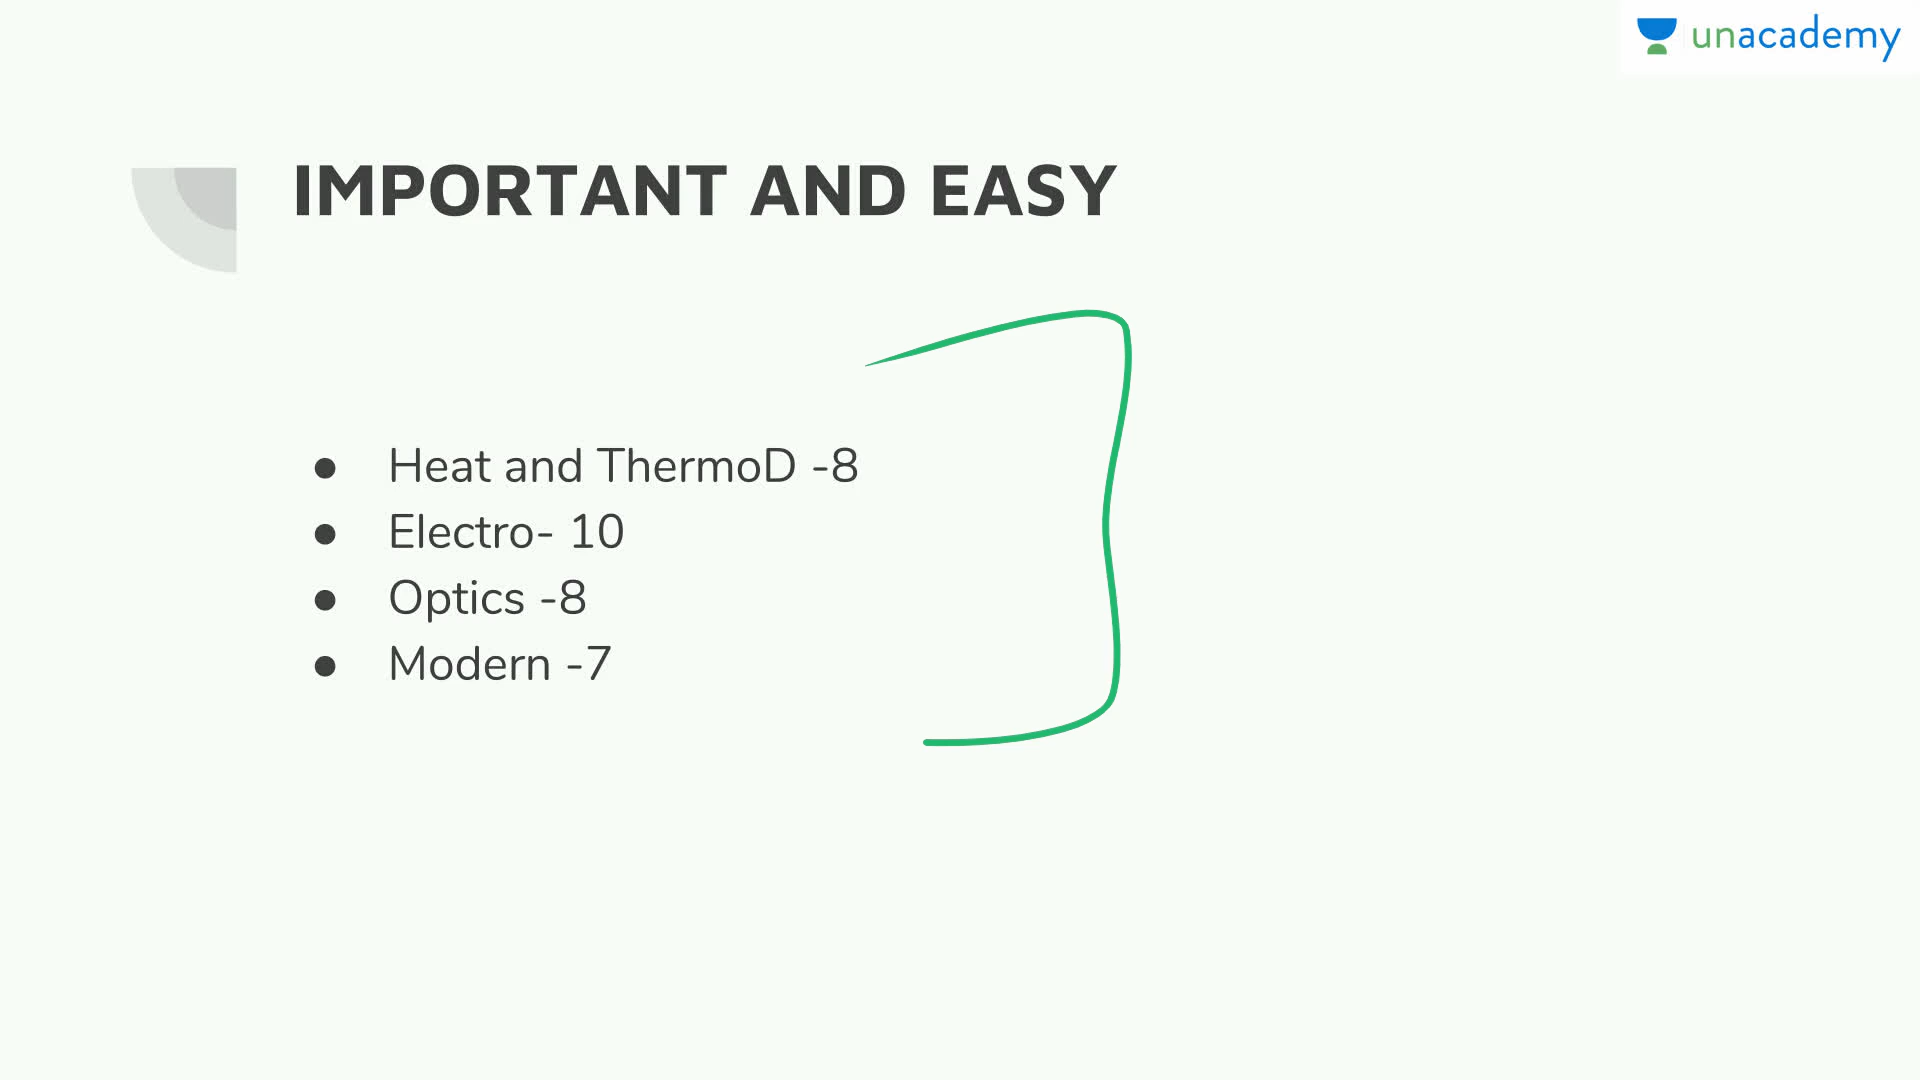 unacademy
IMPORTANT AND EASY
● Heat and ThermoD -8
● Electro- 10
● Optics -8
● Modern -7